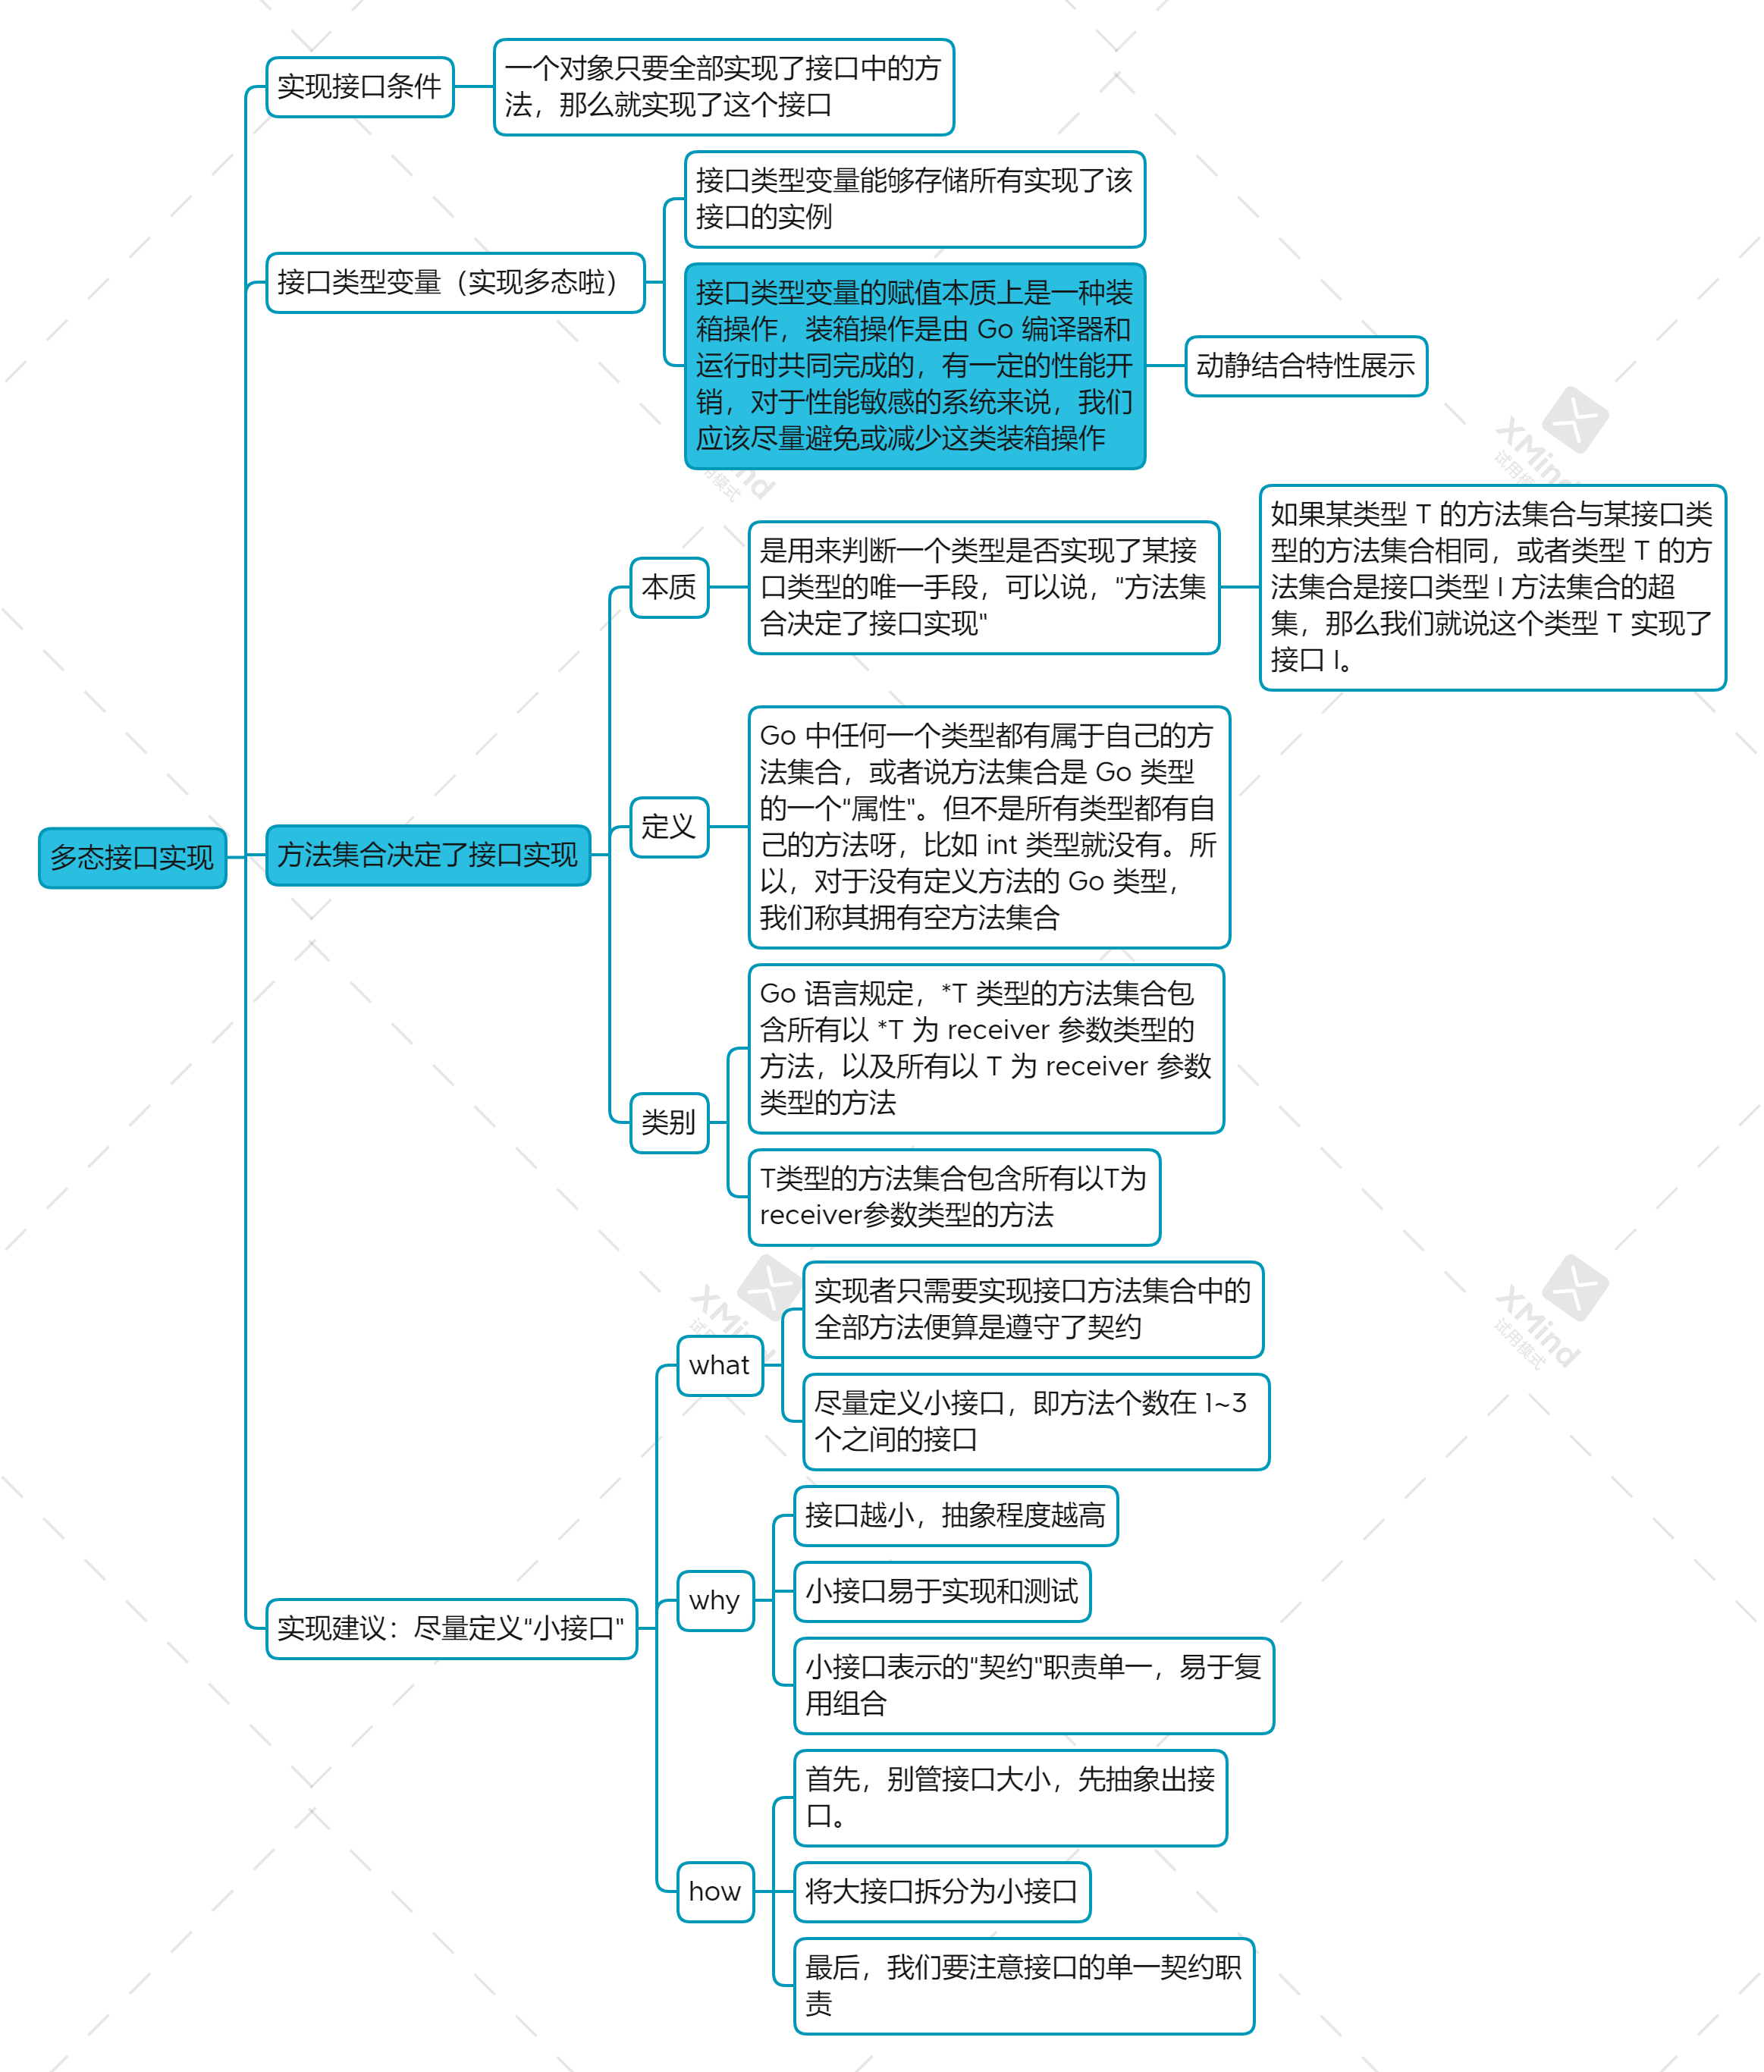 实现接口条件
一个对象只要全部实现了接口中的方
法，那么就实现了这个接口
接口类型变量（实现多态啦）
接口类型变量能够存储所有实现了该
接口的实例
接口类型变量的赋值本质上是一种装
箱操作，装箱操作是由 Go 编译器和
运行时共同完成的，有一定的性能开
销，对于性能敏感的系统来说，我们
应该尽量避免或减少这类装箱操作
动静结合特性展示
多态接口实现
方法集合决定了接口实现
本质
是用来判断一个类型是否实现了某接
口类型的唯一手段，可以说，“方法集
合决定了接口实现”
如果某类型 T 的方法集合与某接口类
型的方法集合相同，或者类型 T 的方
法集合是接口类型 I 方法集合的超
集，那么我们就说这个类型 T 实现了
接口 I。
定义
Go 中任何一个类型都有属于自己的方
法集合，或者说方法集合是 Go 类型
的一个“属性”。但不是所有类型都有自
己的方法呀，比如 int 类型就没有。所
以，对于没有定义方法的 Go 类型，
我们称其拥有空方法集合
类别
Go 语言规定，*T 类型的方法集合包
含所有以 *T 为 receiver 参数类型的
方法，以及所有以 T 为 receiver 参数
类型的方法
T类型的方法集合包含所有以T为
receiver参数类型的方法
实现建议：尽量定义“小接口”
what
实现者只需要实现接口方法集合中的
全部方法便算是遵守了契约
尽量定义小接口，即方法个数在 1~3
个之间的接口
why
接口越小，抽象程度越高
小接口易于实现和测试
小接口表示的“契约”职责单一，易于复
用组合
how
首先，别管接口大小，先抽象出接
口。
将大接口拆分为小接口
最后，我们要注意接口的单一契约职
责
XMind
试用模式
XMind
试用模式